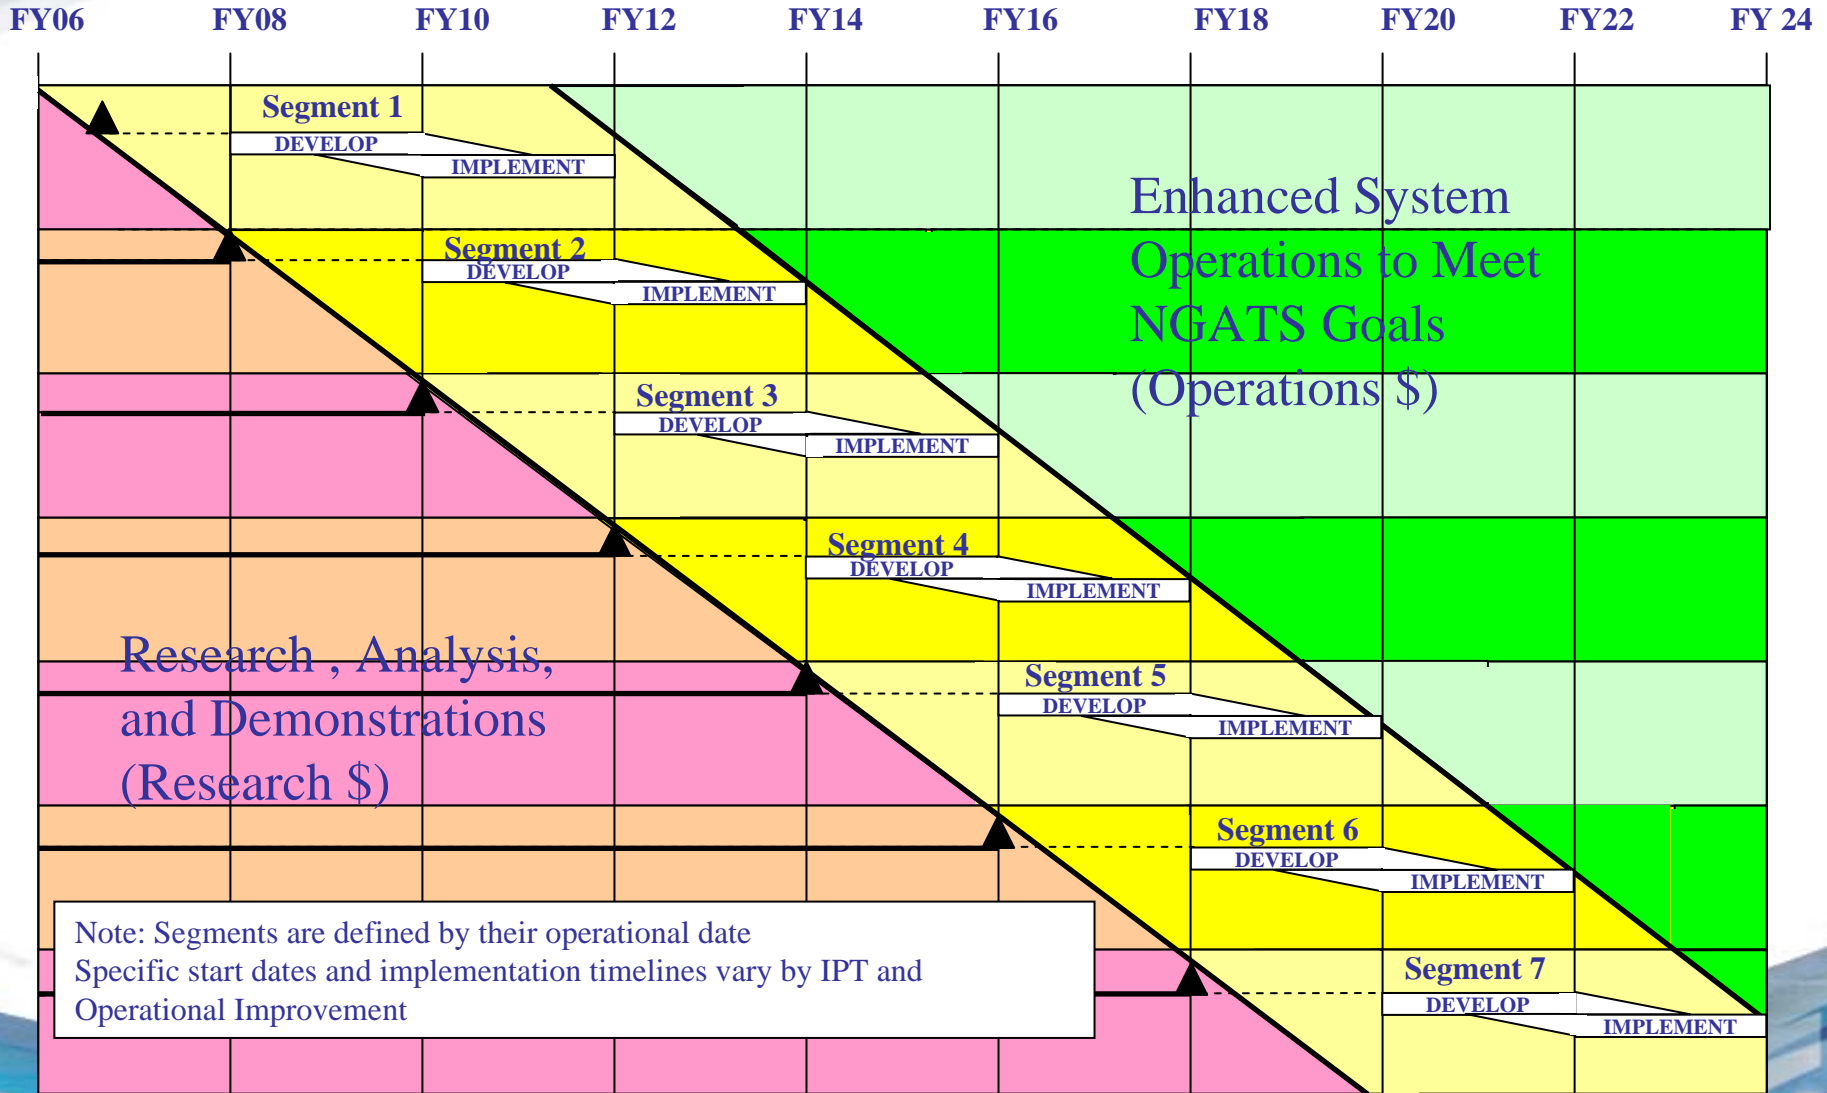 FY06 FY08 FY10 FY12 FY14 FY16 FY18 FY20 FY22 FY 24
Segment 1
DEVELOP
IMPLEMENT
Segment 2
DEVELOP
IMPLEMENT
Segment 3
DEVELOP
IMPLEMENT
Segment 4
DEVELOP
IMPLEMENT
Segment 5
DEVELOP
IMPLEMENT
Segment 6
DEVELOP
IMPLEMENT
Segment 7
DEVELOP
IMPLEMENT
Enhanced System
Operations to Meet
NGATS Goals
(Operations $)
Research , Analysis,
and Demonstrations
(Research $)
Note: Segments are defined by their operational date
Specific start dates and implementation timelines vary by IPT and
Operational Improvement